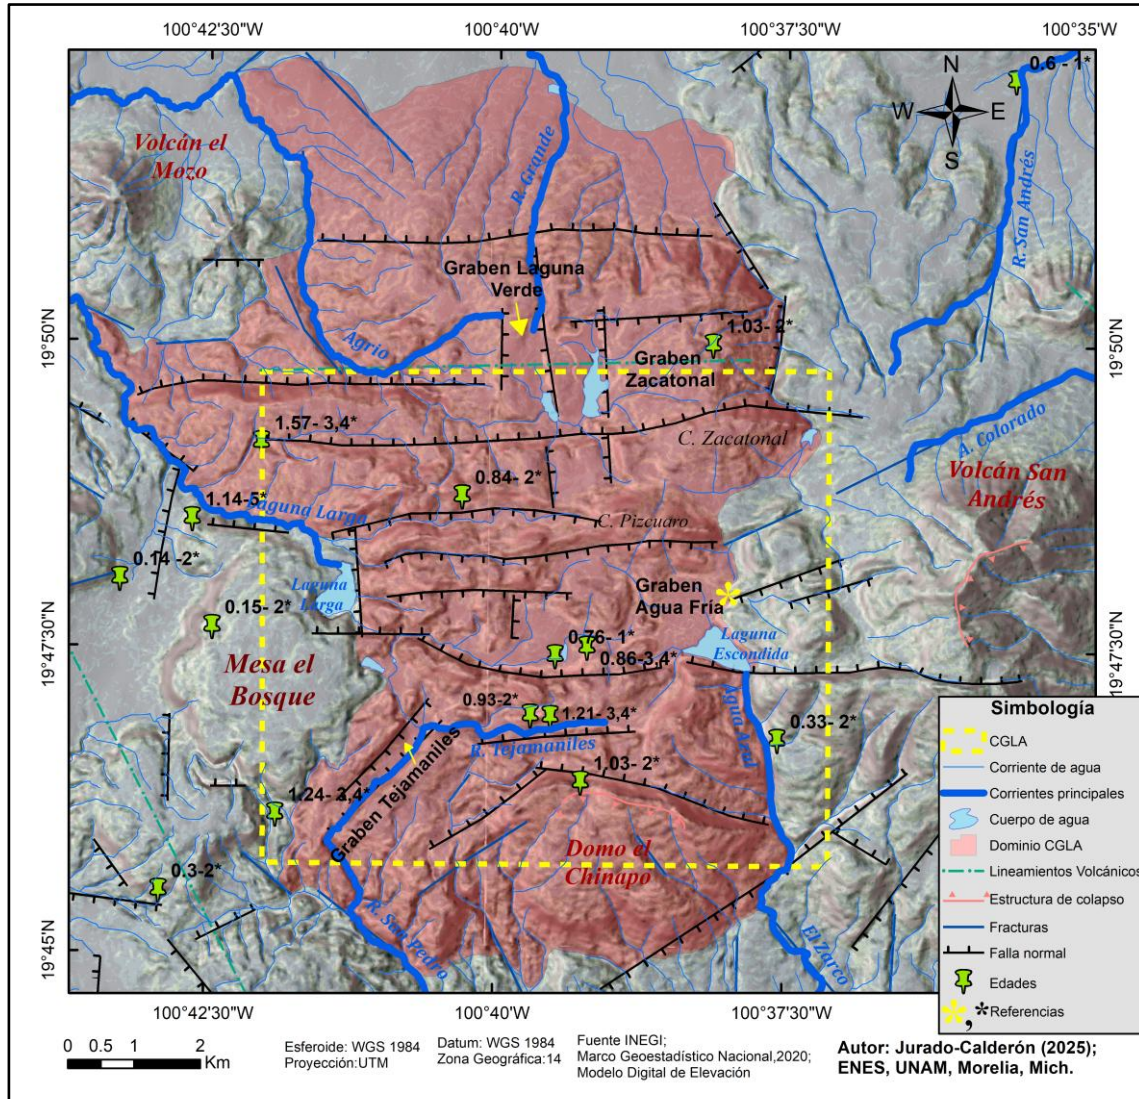 100°42'30"W 100°40'0"W 100°37'30"W 100°35'0"W
0.6 - 1*
N
W E
S
Volcán el
Mozo
R. Grande
R. San Andrés
Graben Laguna
Verde
19°50'0"N
19°50'0"N
Agrio
1.03- 2*
Graben
Zacatonal
A. Colorado
1.57- 3,4*
C. Zacatonal
Volcán San
Andrés
0.84- 2*
1.14-5*
Laguna Larga
C. Pizcuaro
0.14 -2*
Laguna
Larga
Graben
Agua Fría
0.15- 2*
19°47'30"N
19°47'30"N
0.76- 1*
Laguna
Escondida
0.86-3,4*
Mesa el
Bosque
0.93-2*
1.21- 3,4*
Agua Azul
0.33- 2*
R. Tejamaniles
Graben Tejamaniles
1.03- 2*
1.24- 3,4*
Domo el
Chinapo
0.3-2*
R. San Pedro
El Zarco
19°45'0"N
19°45'0"N
Simbología
CGLA
Corriente de agua
Corrientes principales
Cuerpo de agua
Dominio CGLA
Lineamientos Volcánicos
Estructura de colapso
Fracturas
Falla normal
Edades
*, *Referencias
100°42'30"W 100°40'0"W 100°37'30"W
0 0.5 1 2
Km
Esferoide: WGS 1984
Proyección:UTM
Datum: WGS 1984
Zona Geográfica:14
Fuente INEGI;
Marco Geoestadístico Nacional,2020;
Modelo Digital de Elevación
Autor: Jurado-Calderón (2025);
ENES, UNAM, Morelia, Mich.